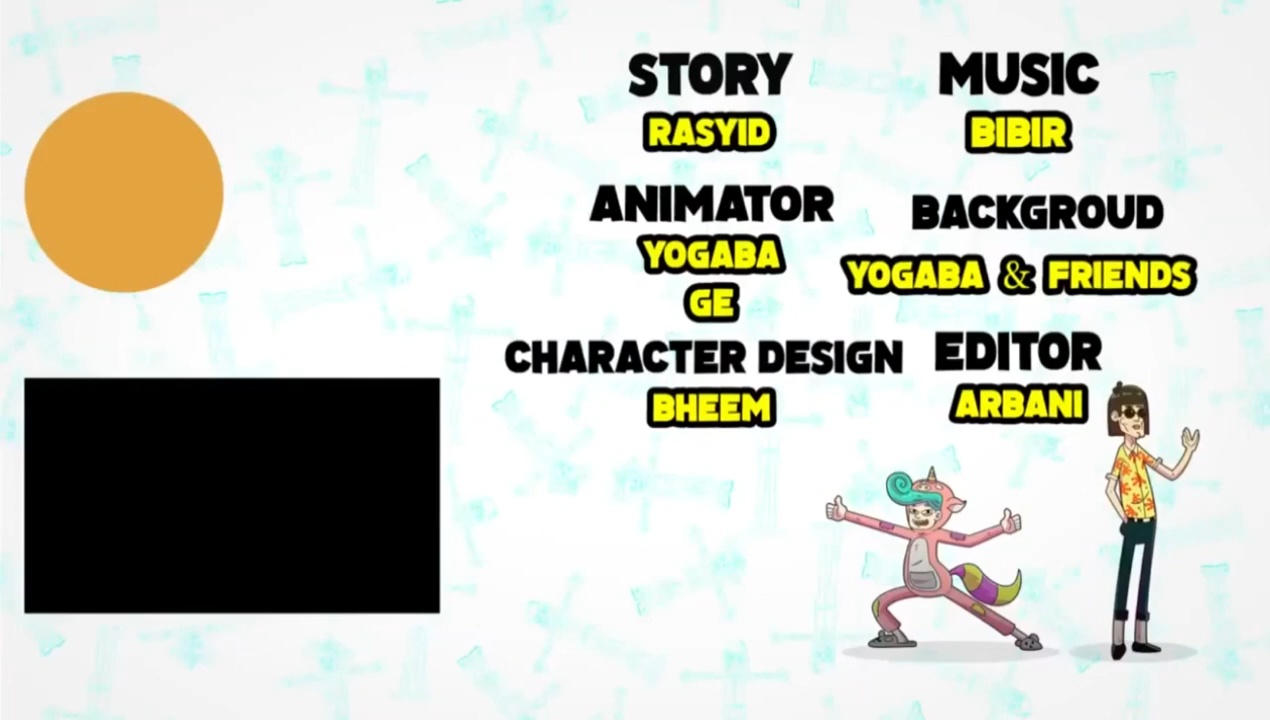 STORY
RASYID
MUSIC
BIBIR
ANIMATOR
YOGABA
GE
BACKGROUD
YOGABA & FRIENDS
CHARACTER DESIGN
BHEEM
EDITOR
ARBANI